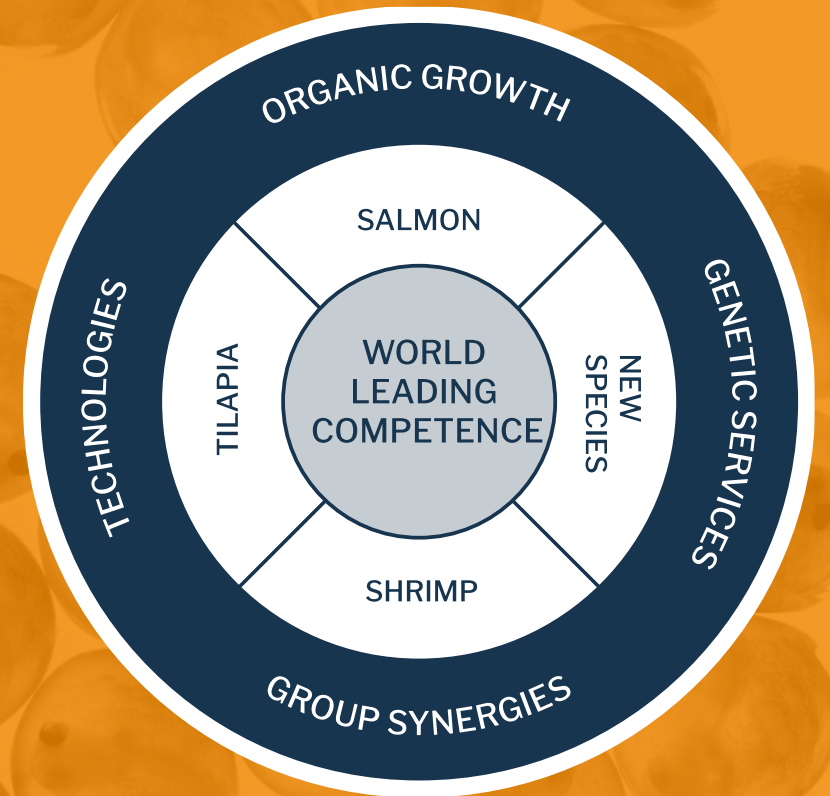 ORGANIC GROWTH
SALMON
TECHNOLOGIES
TILAPIA
WORLD
LEADING
COMPETENCE
NEW
SPECIES
GENETIC SERVICES
SHRIMP
GROUP SYNERGIES